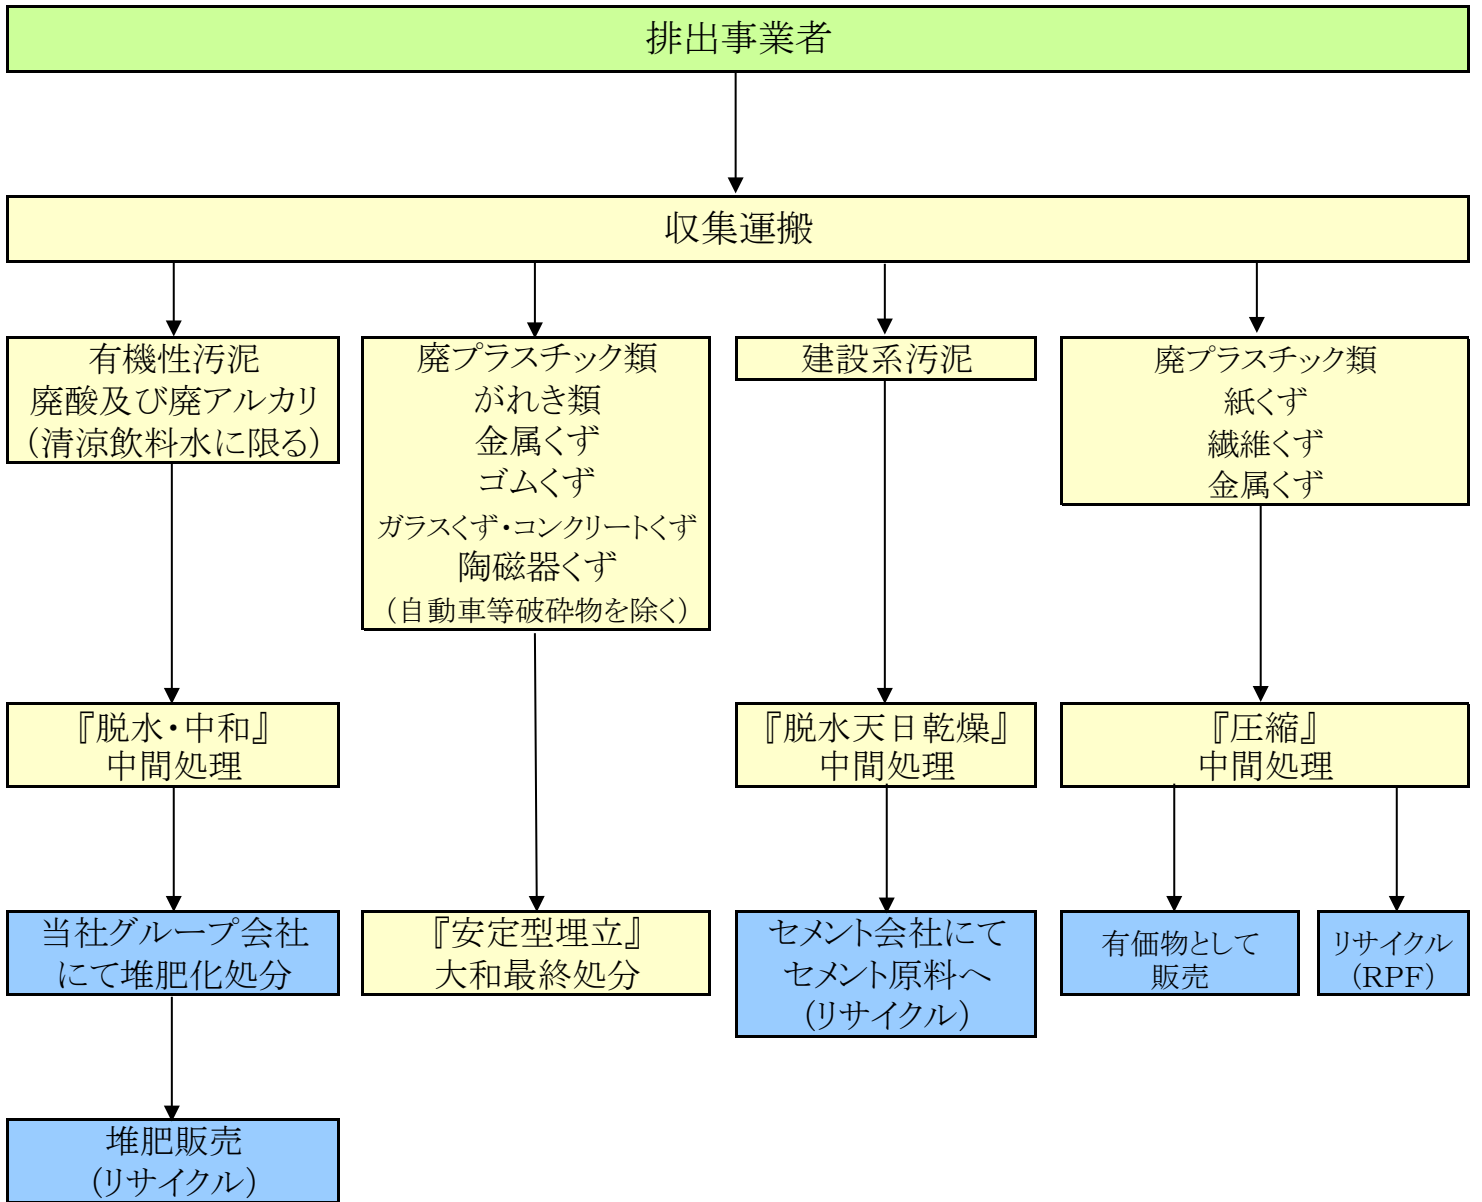 排出事業者
収集運搬
有機性汚泥
廃酸及び廃アルカリ
(清涼飲料水に限る)
廃プラスチック類
がれき類
金属くず
ゴムくず
ガラスくず・コンクリートくず
陶磁器くず
(自動車等破砕物を除く)
建設系汚泥
廃プラスチック類
紙くず
繊維くず
金属くず
『脱水・中和』
中間処理
『脱水天日乾燥』
中間処理
『圧縮』
中間処理
当社グループ会社
にて堆肥化処分
『安定型埋立』
大和最終処分
セメント会社にて
セメント原料へ
(リサイクル)
有価物として
販売
リサイクル
(RPF)
堆肥販売
(リサイクル)